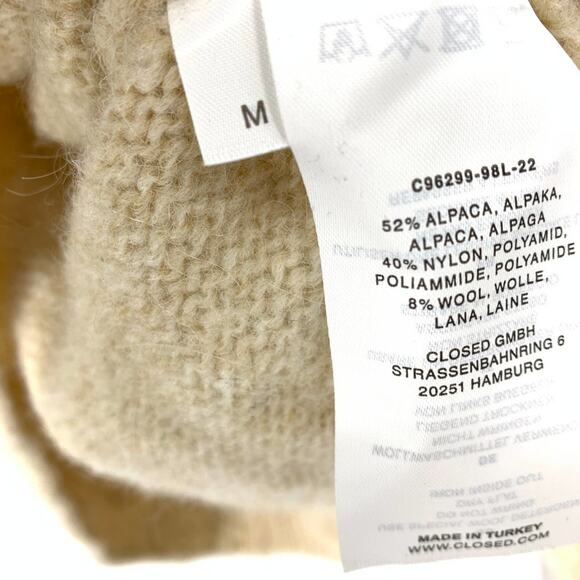 M
C96299-98L-22
52% ALPACA, ALPAKA,
ALPACA, ALPAGA
40% NYLON, POLYAMID,
POLIAMMIDE, POLYAMIDE
8% WOOL, WOLLE,
LANA, LAINE
CLOSED GMBH
STRASSENBAHNRING 6
20251 HAMBURG
MADE IN TURKEY
WWW.CLOSED.COM